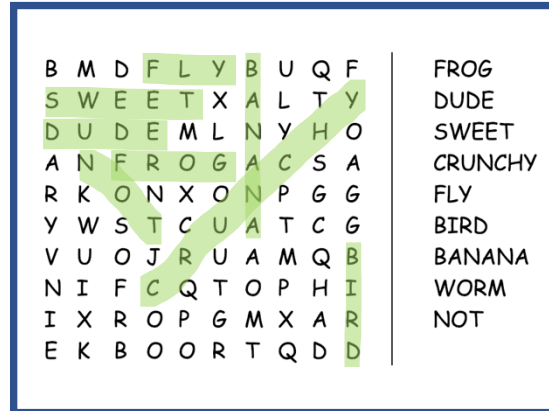 B M D F L Y B U Q F
S W E E T X A L T Y
D U D E M L N Y H O
A N F R O G A C S A
R K O N X O N P G G
Y W S T C U A T C G
V U O J R U A M Q B
N I F C Q T O P H I
I X R O P G M X A R
E K B O O R T Q D D
FROG
DUDE
SWEET
CRUNCHY
FLY
BIRD
BANANA
WORM
NOT